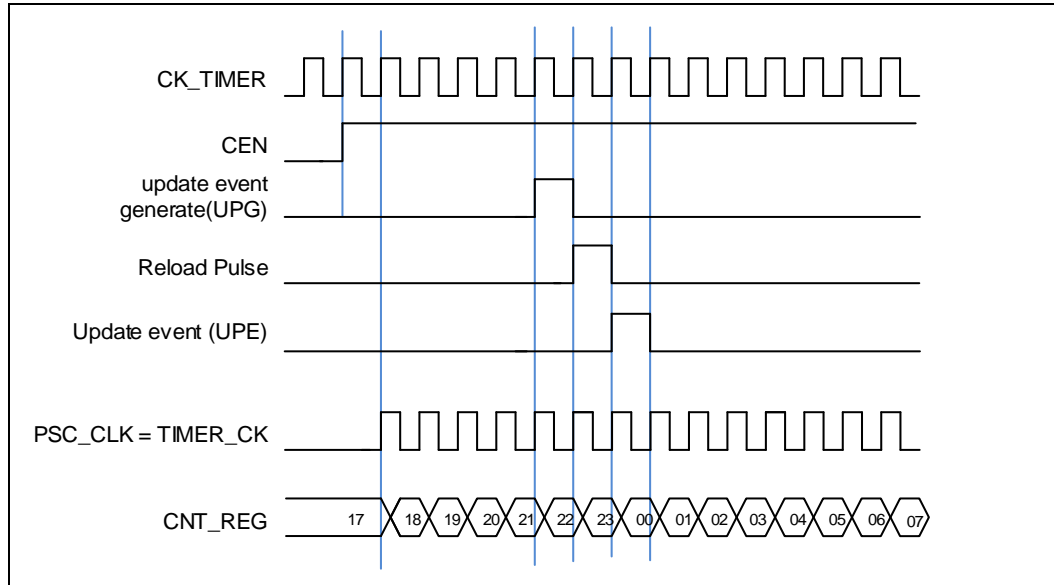 CK_TIMER
CEN
update event
generate(UPG)
Reload Pulse
Update event (UPE)
PSC_CLK = TIMER_CK
CNT_REG 17 18 19 20 21 22 23 00 01 02 03 04 05 06 07